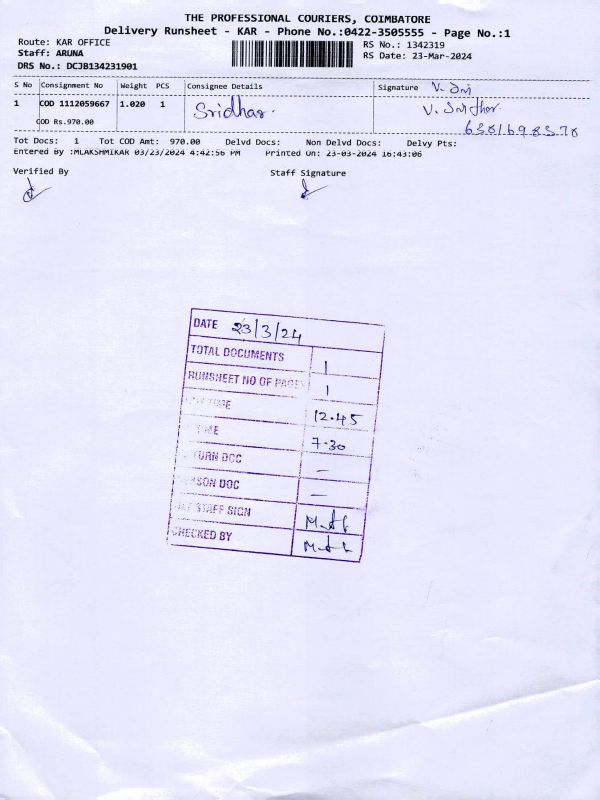 THE PROFESSIONAL COURIERS, COIMBATORE
Delivery Runsheet - KAR - Phone No.:0422-3505555 - Page No.:1
Route: KAR OFFICE
RS No.: 1342319
Staff: ARUNA
RS Date: 23-Mar-2024
DRS No.: DCJB134231901
S No Consignment No Weight PCS Consignee Details Signature
1 COD 1112059667 1.020 1 Sridhar
COD Rs.970.00
Tot Docs: 1 Tot COD Amt: 970.00 Delvd Docs: Non Delvd Docs: Delvy Pts:
Entered By :MLAKSHMIKAR 03/23/2024 4:42:56 PM Printed On: 23-03-2024 16:43:06
Verified By Staff Signature
DATE 23/3/24
TOTAL DOCUMENTS 1
RUNSHEET NO OF PAGES 1
TIME 12.45
7.30
DOC –
DOC –
STAFF SIGN
CHECKED BY